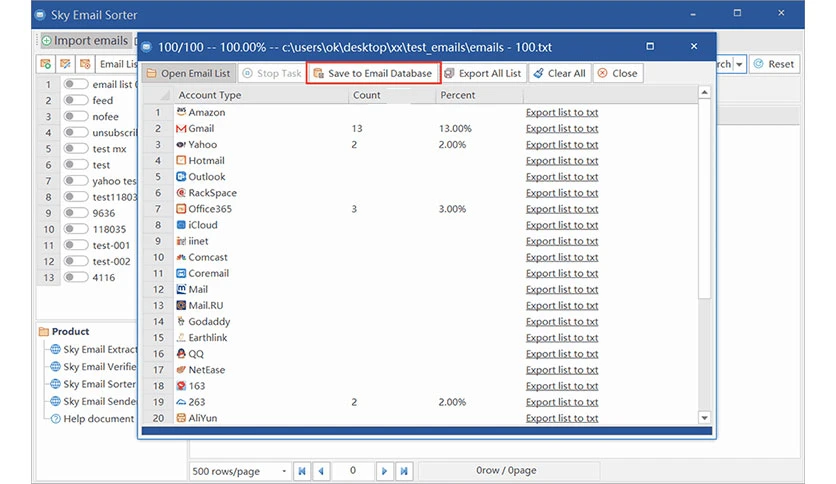 Sky Email Sorter
Import emails
100/100 -- 100.00% -- c:\users\ok\desktop\xx\test_emails\emails - 100.txt
Open Email List Stop Task Save to Email Database Export All List Clear All Close
Reset
Account Type Count Percent
1 Amazon Export list to txt
2 Gmail 13 13.00% Export list to txt
3 Yahoo 2 2.00% Export list to txt
4 Hotmail Export list to txt
5 Outlook Export list to txt
6 RackSpace Export list to txt
7 Office365 3 3.00% Export list to txt
8 iCloud Export list to txt
9 iinet Export list to txt
10 Comcast Export list to txt
11 Coremail Export list to txt
12 Mail Export list to txt
13 Mail.RU Export list to txt
14 Godaddy Export list to txt
15 Earthlink Export list to txt
16 QQ Export list to txt
17 NetEase Export list to txt
18 163 Export list to txt
19 263 2 2.00% Export list to txt
20 AliYun Export list to txt
Email Lis
1 email list
2 feed
3 nofee
4 unsubscri
5 test mx
6 test
7 yahoo tes
8 test11803
9 9636
10 118035
11 test-001
12 test-002
13 4116
Product
Sky Email Extract
Sky Email Verifie
Sky Email Sorter
Sky Email Sende
Help document
500 rows/page 0 0row / 0page